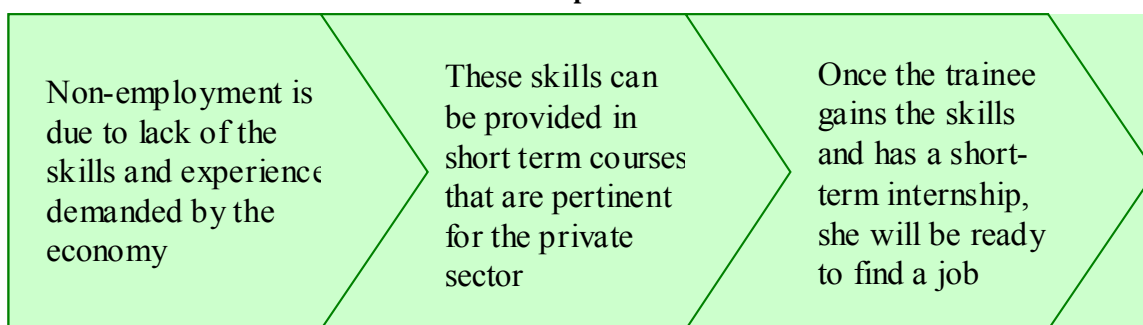 Non-employment is
due to lack of the
skills and experience
demanded by the
economy
These skills can
be provided in
short term courses
that are pertinent
for the private
sector
Once the trainee
gains the skills
and has a short-
term internship,
she will be ready
to find a job